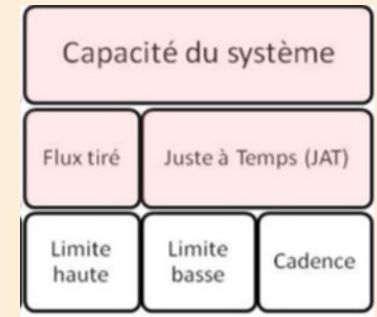 Capacité du système
Flux tiré
Juste à Temps (JAT)
Limite
haute
Limite
basse
Cadence